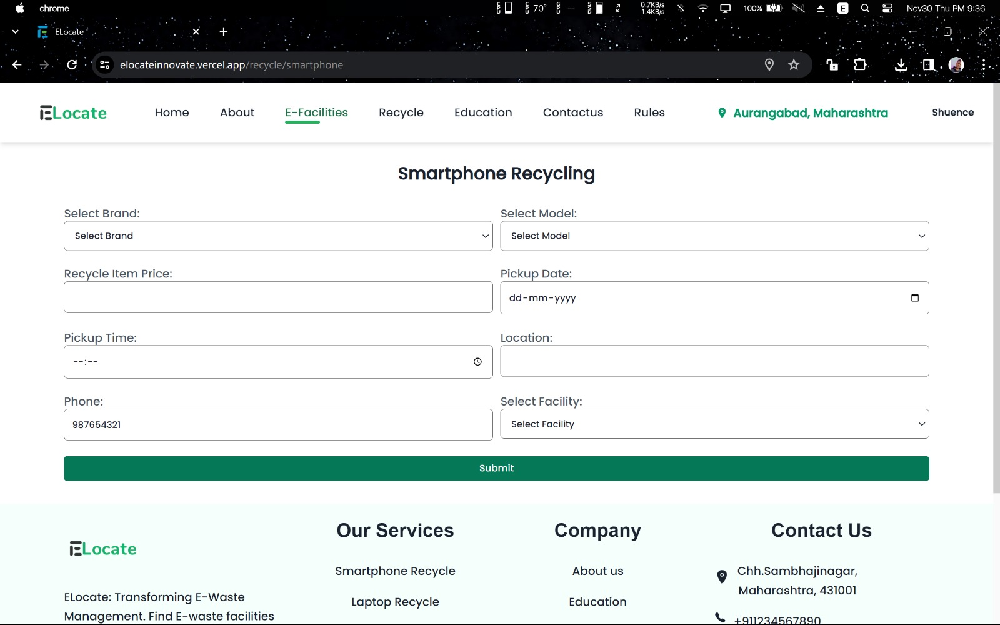 chrome
CPU
CPU 70°
GPU --
SSD
0.7KB/s
1.4KB/s
100%
E
Nov30 Thu PM 9:36
ELocate
elocateinnovate.vercel.app/recycle/smartphone
ELocate
Home
About
E-Facilities
Recycle
Education
Contactus
Rules
Aurangabad, Maharashtra
Shuence
Smartphone Recycling
Select Brand:
Select Brand
Select Model:
Select Model
Recycle Item Price:
Pickup Date:
dd-mm-yyyy
Pickup Time:
--:--
Location:
Phone:
987654321
Select Facility:
Select Facility
Submit
ELocate
ELocate: Transforming E-Waste
Management. Find E-waste facilities
Our Services
Smartphone Recycle
Laptop Recycle
Company
About us
Education
Contact Us
Chh.Sambhajinagar,
Maharashtra, 431001
+911234567890